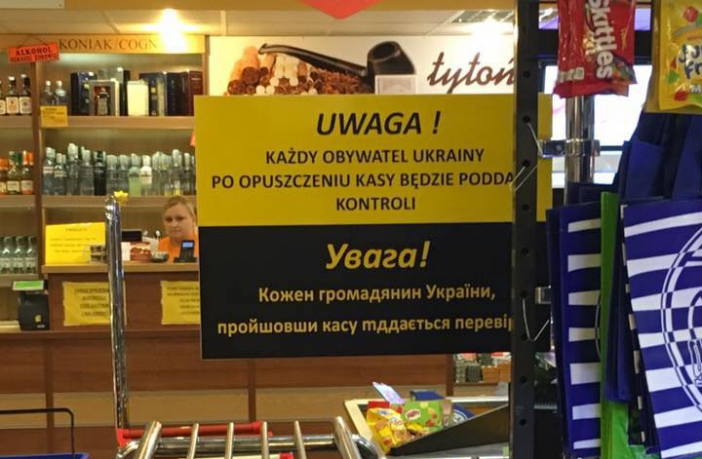 KONIAK/COGN
ALKOHOL
tytoń
Skittles
UWAGA !
KAŻDY OBYWATEL UKRAINY
PO OPUSZCZENIU KASY BĘDZIE PODDA
KONTROLI
Увага!
Кожен громадянин України,
пройшовши касу тддається перевір